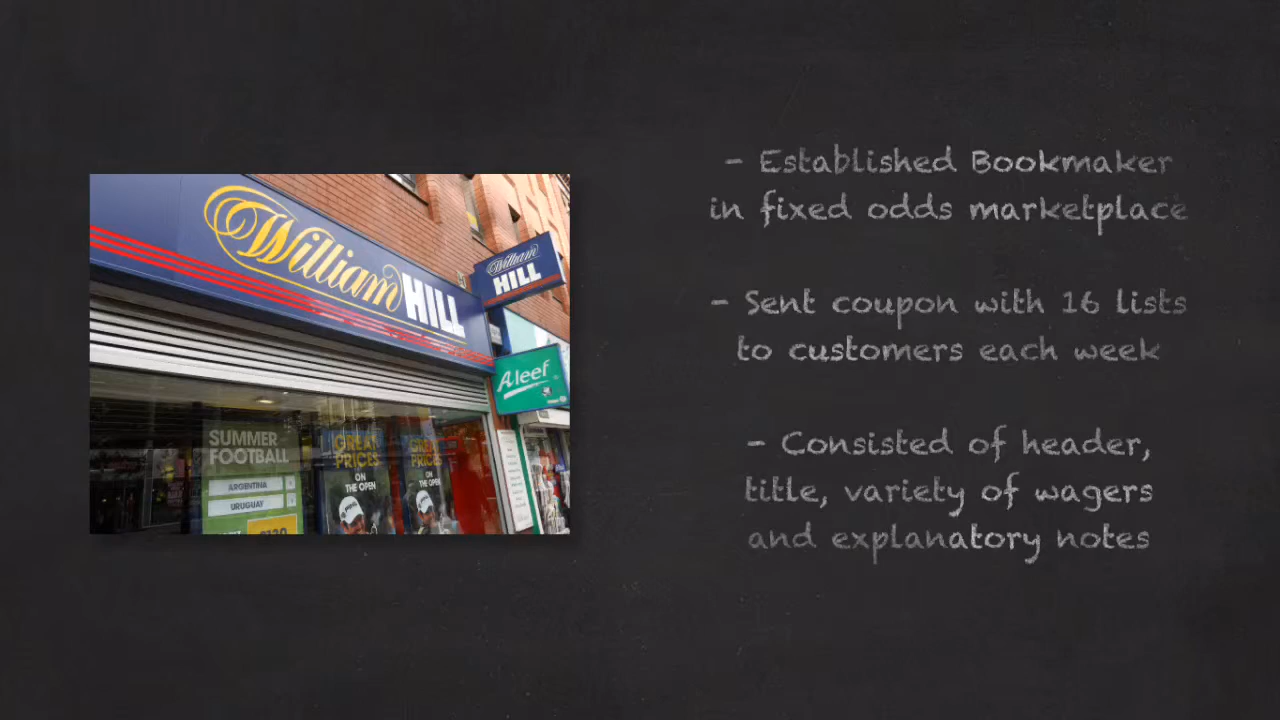 William HILL
William
HILL
Aleef
SUMMER
FOOTBALL
ARGENTINA
URUGUAY
GREAT
PRICES
ON
THE OPEN
GREAT
PRICES
ON
THE OPEN
- Established Bookmaker
in fixed odds marketplace
- Sent coupon with 16 lists
to customers each week
- Consisted of header,
title, variety of wagers
and explanatory notes